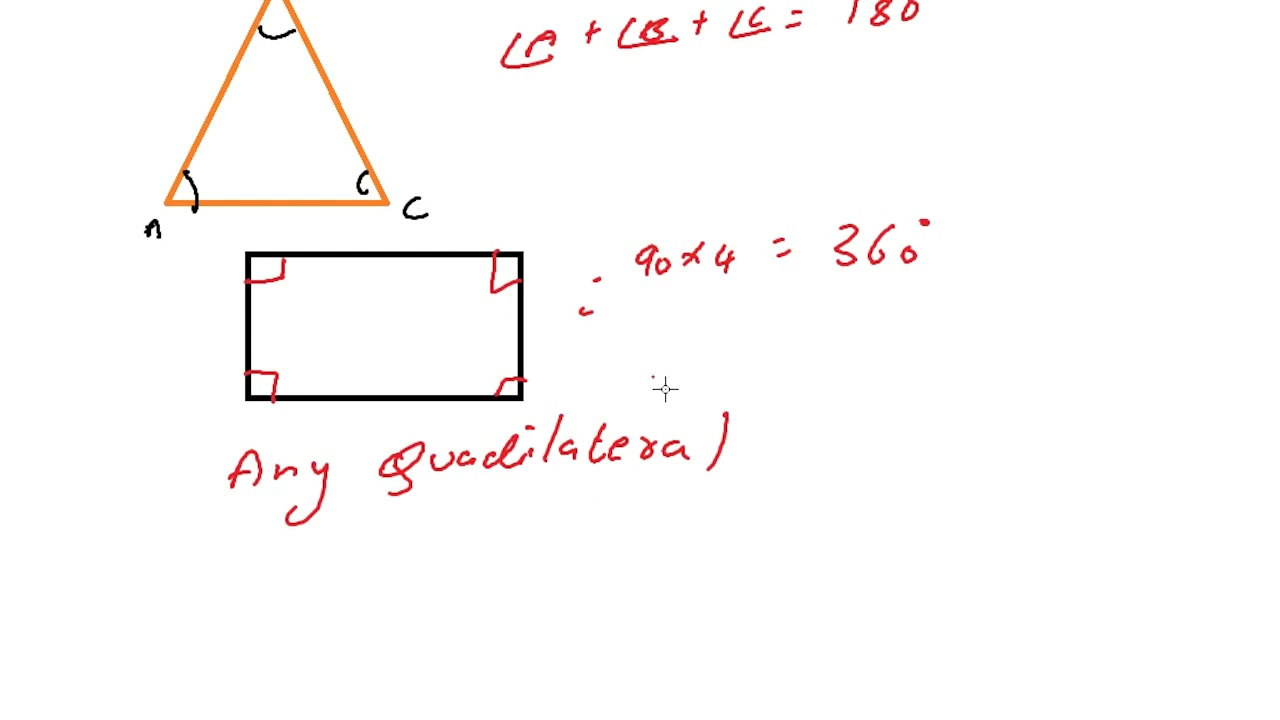 ∠A + ∠B + ∠C = 180
A
C
∴ 90 × 4 = 360°
Any Quadilateral